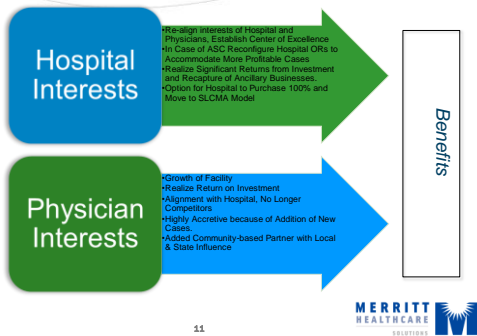 Hospital
Interests
•Re-align interests of Hospital and
Physicians, Establish Center of Excellence
•In Case of ASC Reconfigure Hospital ORs to
Accommodate More Profitable Cases
•Realize Significant Returns from Investment
and Recapture of Ancillary Businesses.
•Option for Hospital to Purchase 100% and
Move to SLCMA Model
Physician
Interests
•Growth of Facility
•Realize Return on Investment
•Alignment with Hospital, No Longer
Competitors
•Highly Accretive because of Addition of New
Cases.
•Added Community-based Partner with Local
& State Influence
Benefits
11
MERRITT
HEALTHCARE
SOLUTIONS